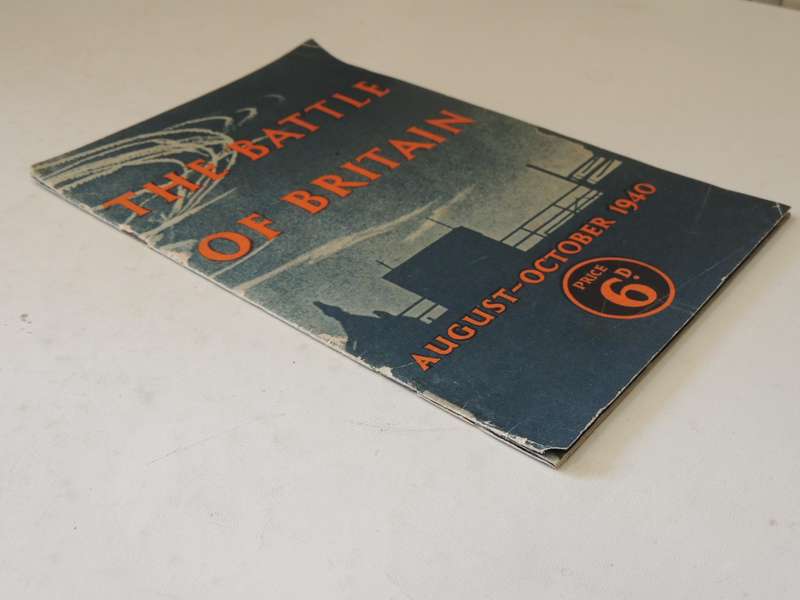 THE BATTLE
OF BRITAIN
AUGUST-OCTOBER 1940
PRICE
6D.